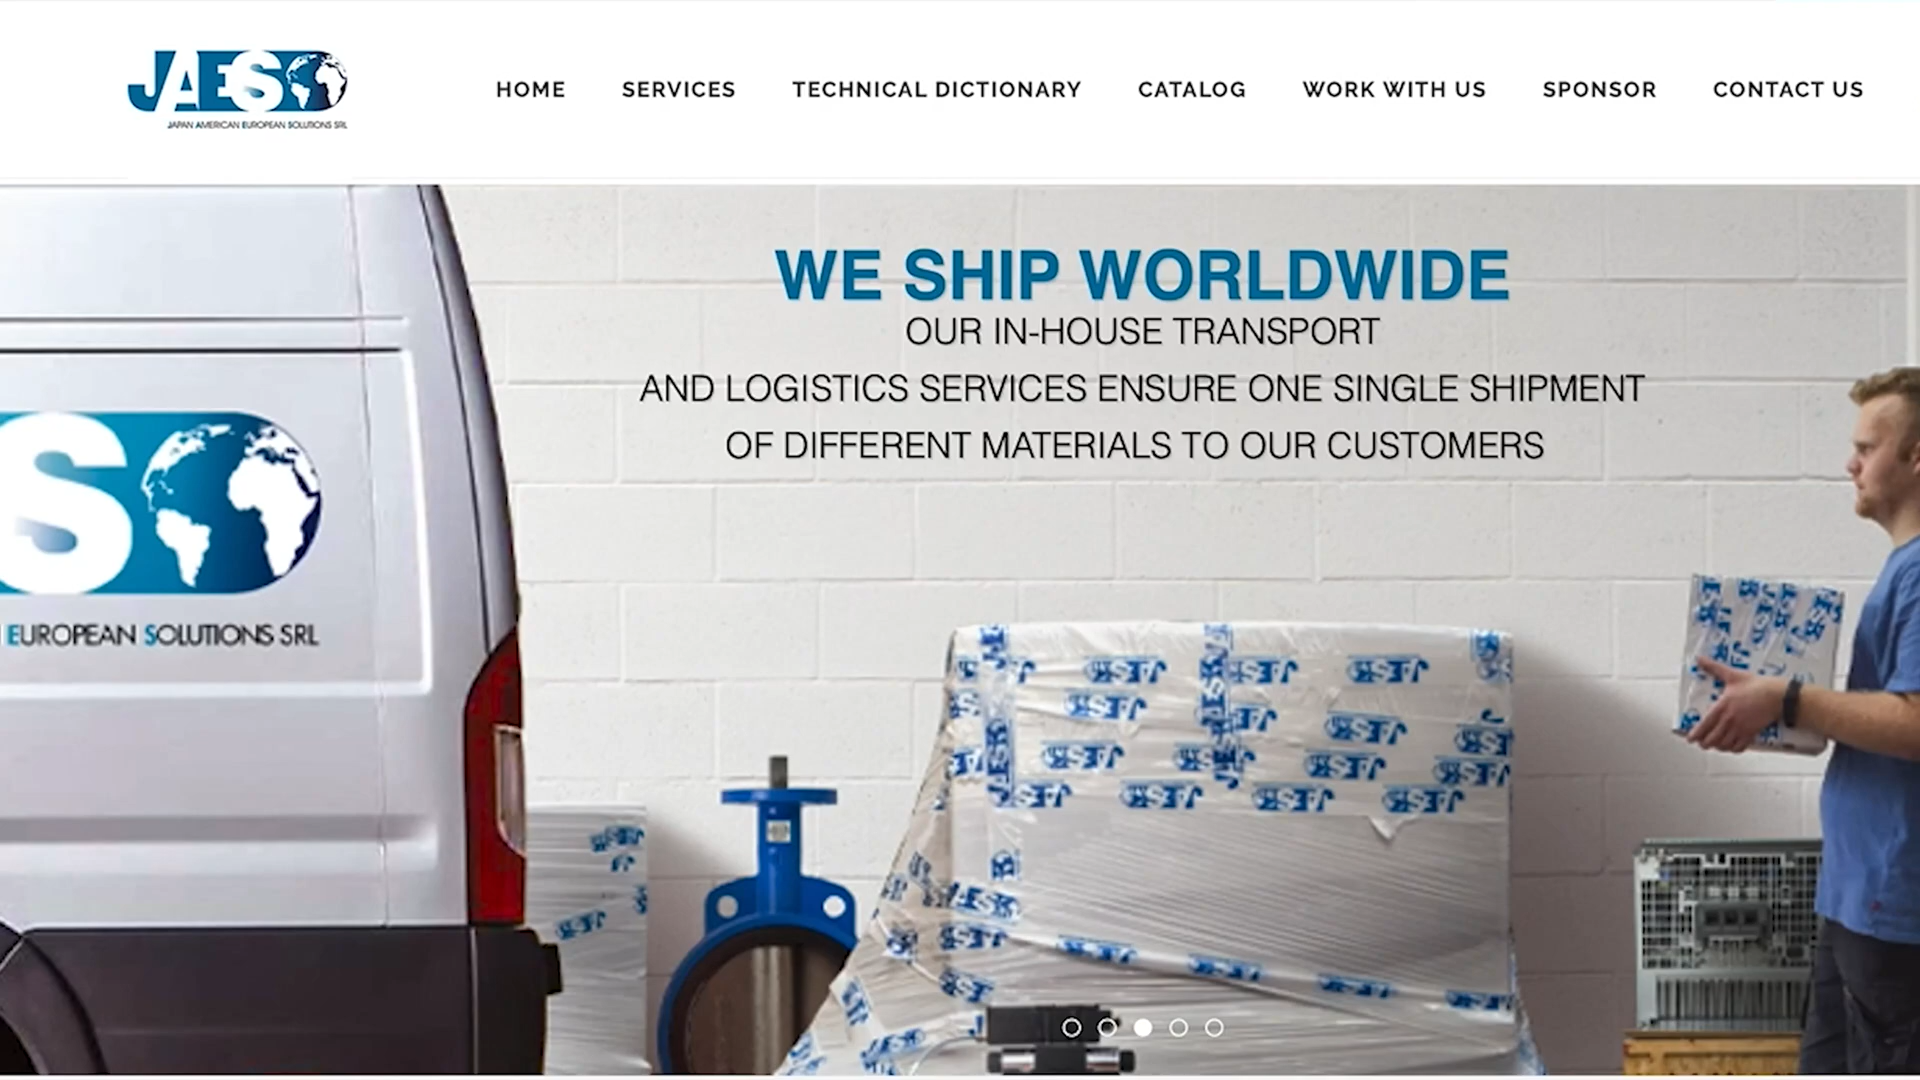 JAES
JAPAN AMERICAN EUROPEAN SOLUTIONS SRL
HOME SERVICES TECHNICAL DICTIONARY CATALOG WORK WITH US SPONSOR CONTACT US
WE SHIP WORLDWIDE
OUR IN-HOUSE TRANSPORT
AND LOGISTICS SERVICES ENSURE ONE SINGLE SHIPMENT
OF DIFFERENT MATERIALS TO OUR CUSTOMERS
S
EUROPEAN SOLUTIONS SRL